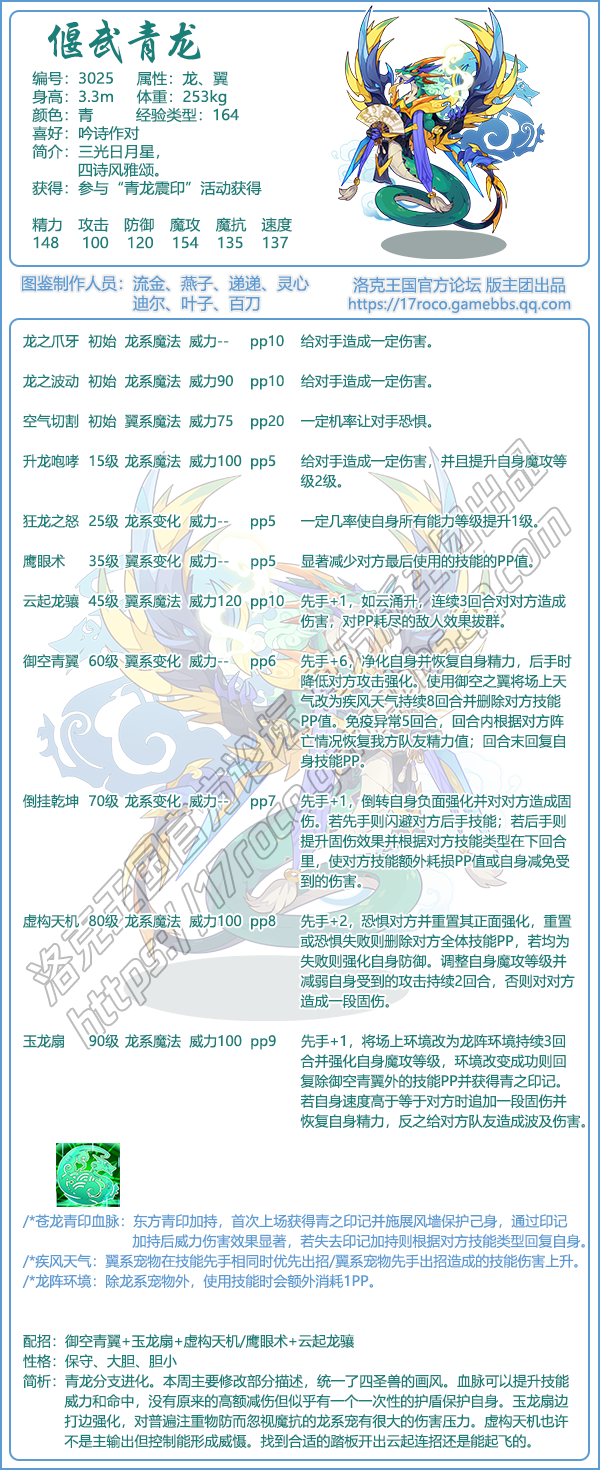 偃武青龙
编号：3025 属性：龙、翼
身高：3.3m 体重：253kg
颜色：青 经验类型：164
喜好：吟诗作对
简介：三光日月星，
四诗风雅颂。
获得：参与“青龙震印”活动获得
精力 攻击 防御 魔攻 魔抗 速度
148 100 120 154 135 137
图鉴制作人员：流金、燕子、递递、灵心
迪尔、叶子、百刀
洛克王国官方论坛 版主团出品
https://17roco.gamebbs.qq.com
龙之爪牙 初始 龙系魔法 威力-- pp10 给对手造成一定伤害。
龙之波动 初始 龙系魔法 威力90 pp10 给对手造成一定伤害。
空气切割 初始 翼系魔法 威力75 pp20 一定机率让对手恐惧。
升龙咆哮 15级 龙系魔法 威力100 pp5 给对手造成一定伤害，并且提升自身魔攻等
级2级。
狂龙之怒 25级 龙系变化 威力-- pp5 一定几率使自身所有能力等级提升1级。
鹰眼术 35级 翼系变化 威力-- pp5 显著减少对方最后使用的技能的PP值。
云起龙骧 45级 翼系魔法 威力120 pp10 先手+1，如云涌升，连续3回合对对方造成
伤害，对PP耗尽的敌人效果拔群。
御空青翼 60级 翼系变化 威力-- pp6 先手+6，净化自身并恢复自身精力，后手时
降低对方攻击强化。使用御空之翼将场上天
气改为疾风天气持续8回合并删除对方技能
PP值。免疫异常5回合，回合内根据对方阵
亡情况恢复我方队友精力值；回合末回复自
身技能PP。
倒挂乾坤 70级 龙系变化 威力-- pp7 先手+1，倒转自身负面强化并对对方造成固
伤。若先手则闪避对方后手技能；若后手则
提升固伤效果并根据对方技能类型在下回合
里，使对方技能额外耗损PP值或自身减免受
到的伤害。
虚构天机 80级 龙系魔法 威力100 pp8 先手+2，恐惧对方并重置其正面强化，重置
或恐惧失败则删除对方全体技能PP，若均为
失败则强化自身防御。调整自身魔攻等级并
减弱自身受到的攻击持续2回合，否则对对方
造成一段固伤。
玉龙扇 90级 龙系魔法 威力100 pp9 先手+1，将场上环境改为龙阵环境持续3回
合并强化自身魔攻等级，环境改变成功则回
复除御空青翼外的技能PP并获得青之印记。
若自身速度高于等于对方时追加一段固伤并
恢复自身精力，反之给对方队友造成波及伤害。
/*苍龙青印血脉：东方青印加持，首次上场获得青之印记并施展风墙保护己身，通过印记
加持后威力伤害效果显著，若失去印记加持则根据对方技能类型回复自身。
/*疾风天气：翼系宠物在技能先手相同时优先出招/翼系宠物先手出招造成的技能伤害上升。
/*龙阵环境：除龙系宠物外，使用技能时会额外消耗1PP。
配招：御空青翼+玉龙扇+虚构天机/鹰眼术+云起龙骧
性格：保守、大胆、胆小
简析：青龙分支进化。本周主要修改部分描述，统一了四圣兽的画风。血脉可以提升技能
威力和命中，没有原来的高额减伤但似乎有一个一次性的护盾保护自身。玉龙扇边
打边强化，对普遍注重物防而忽视魔抗的龙系宠有很大的伤害压力。虚构天机也许
不是主输出但控制能形成威慑。找到合适的踏板开出云起连招还是能起飞的。
洛克王国官方论坛 版主团出品
https://17roco.gamebbs.qq.com